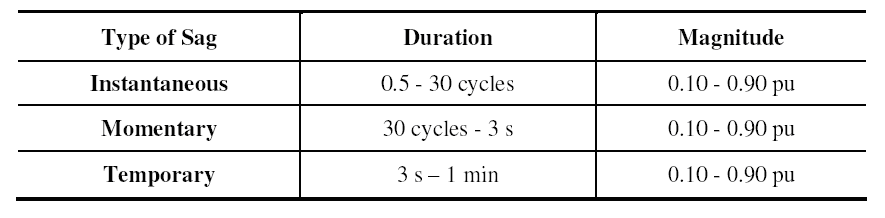 Type of Sag Duration Magnitude
Instantaneous 0.5 - 30 cycles 0.10 - 0.90 pu
Momentary 30 cycles - 3 s 0.10 - 0.90 pu
Temporary 3 s – 1 min 0.10 - 0.90 pu